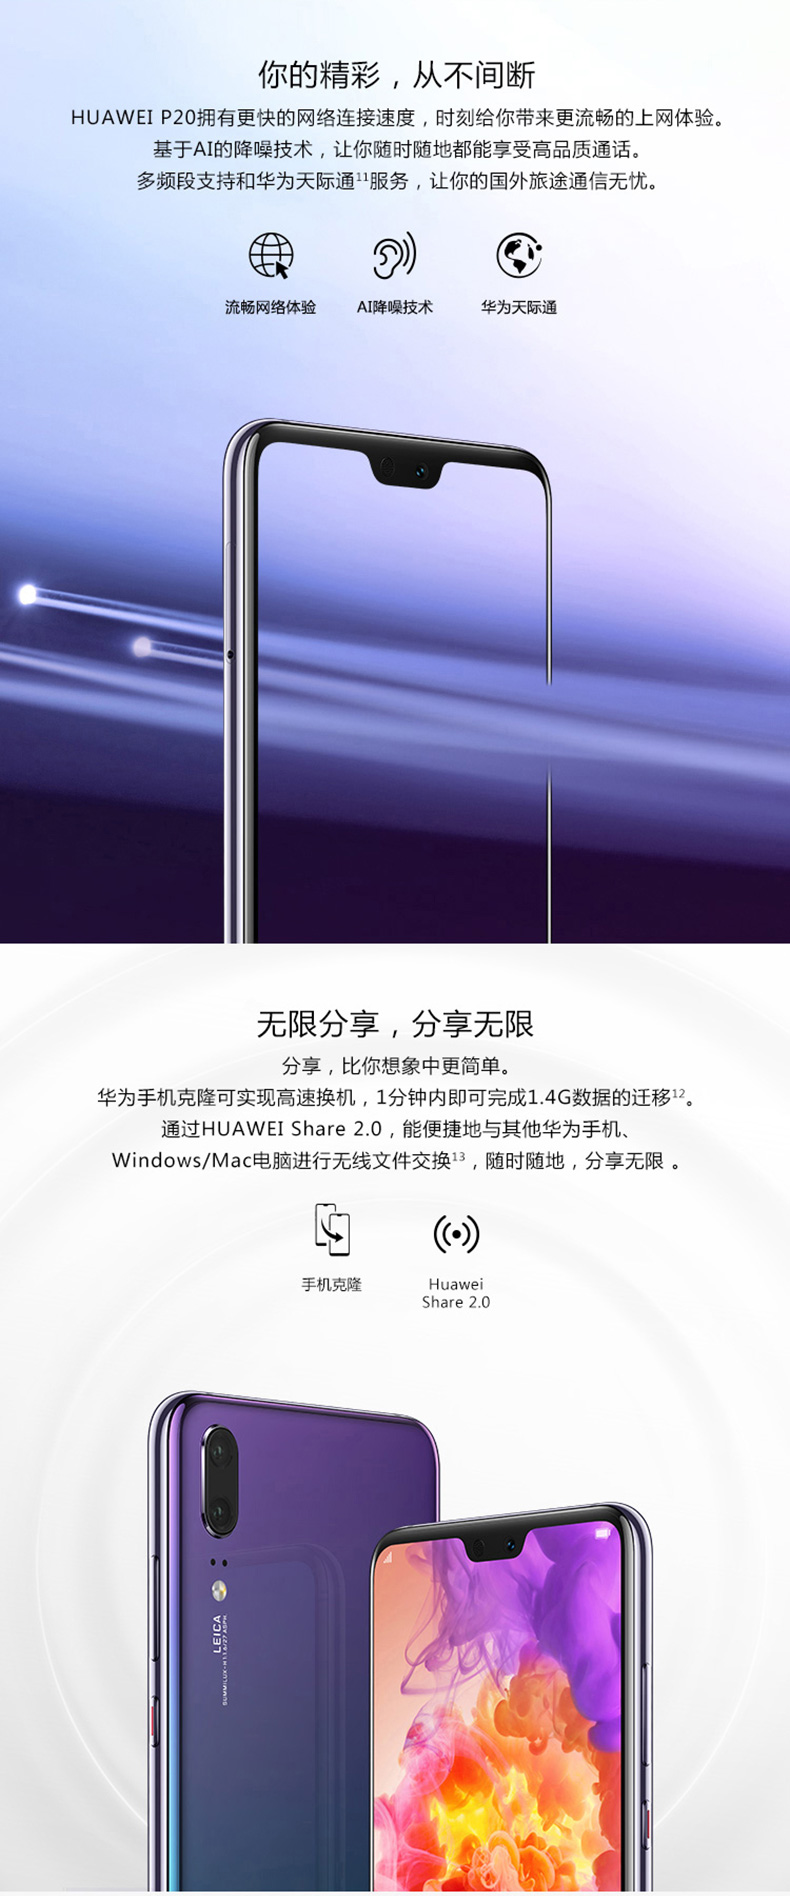 你的精彩，从不间断
HUAWEI P20拥有更快的网络连接速度，时刻给你带来更流畅的上网体验。
基于AI的降噪技术，让你随时随地都能享受高品质通话。
多频段支持和华为天际通11服务，让你的国外旅途通信无忧。
流畅网络体验
AI降噪技术
华为天际通
无限分享，分享无限
分享，比你想象中更简单。
华为手机克隆可实现高速换机，1分钟内即可完成1.4G数据的迁移12。
通过HUAWEI Share 2.0，能便捷地与其他华为手机、
Windows/Mac电脑进行无线文件交换13，随时随地，分享无限 。
手机克隆
Huawei
Share 2.0
LEICA
SUMMILUX-H 1:1.6/27 ASPH.